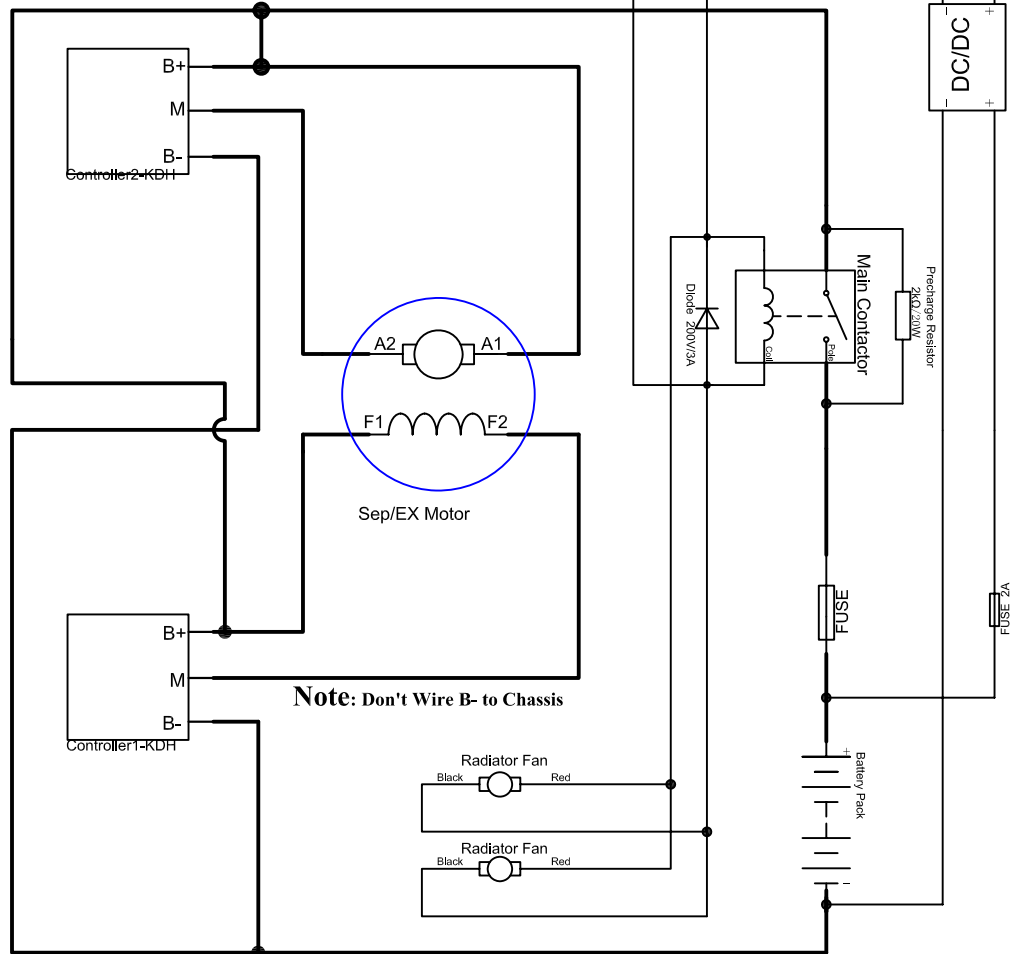 - +
DC/DC
- +
B+
M
B-
Controller2-KDH
Main Contactor
Coil
Pole
Precharge Resistor
2kΩ/20W
Diode 200V/3A
A2 A1
F1 F2
Sep/EX Motor
FUSE
FUSE 2A
B+
M
B-
Controller1-KDH
Note: Don't Wire B- to Chassis
Radiator Fan
Black Red
Radiator Fan
Black Red
+
Battery Pack
-